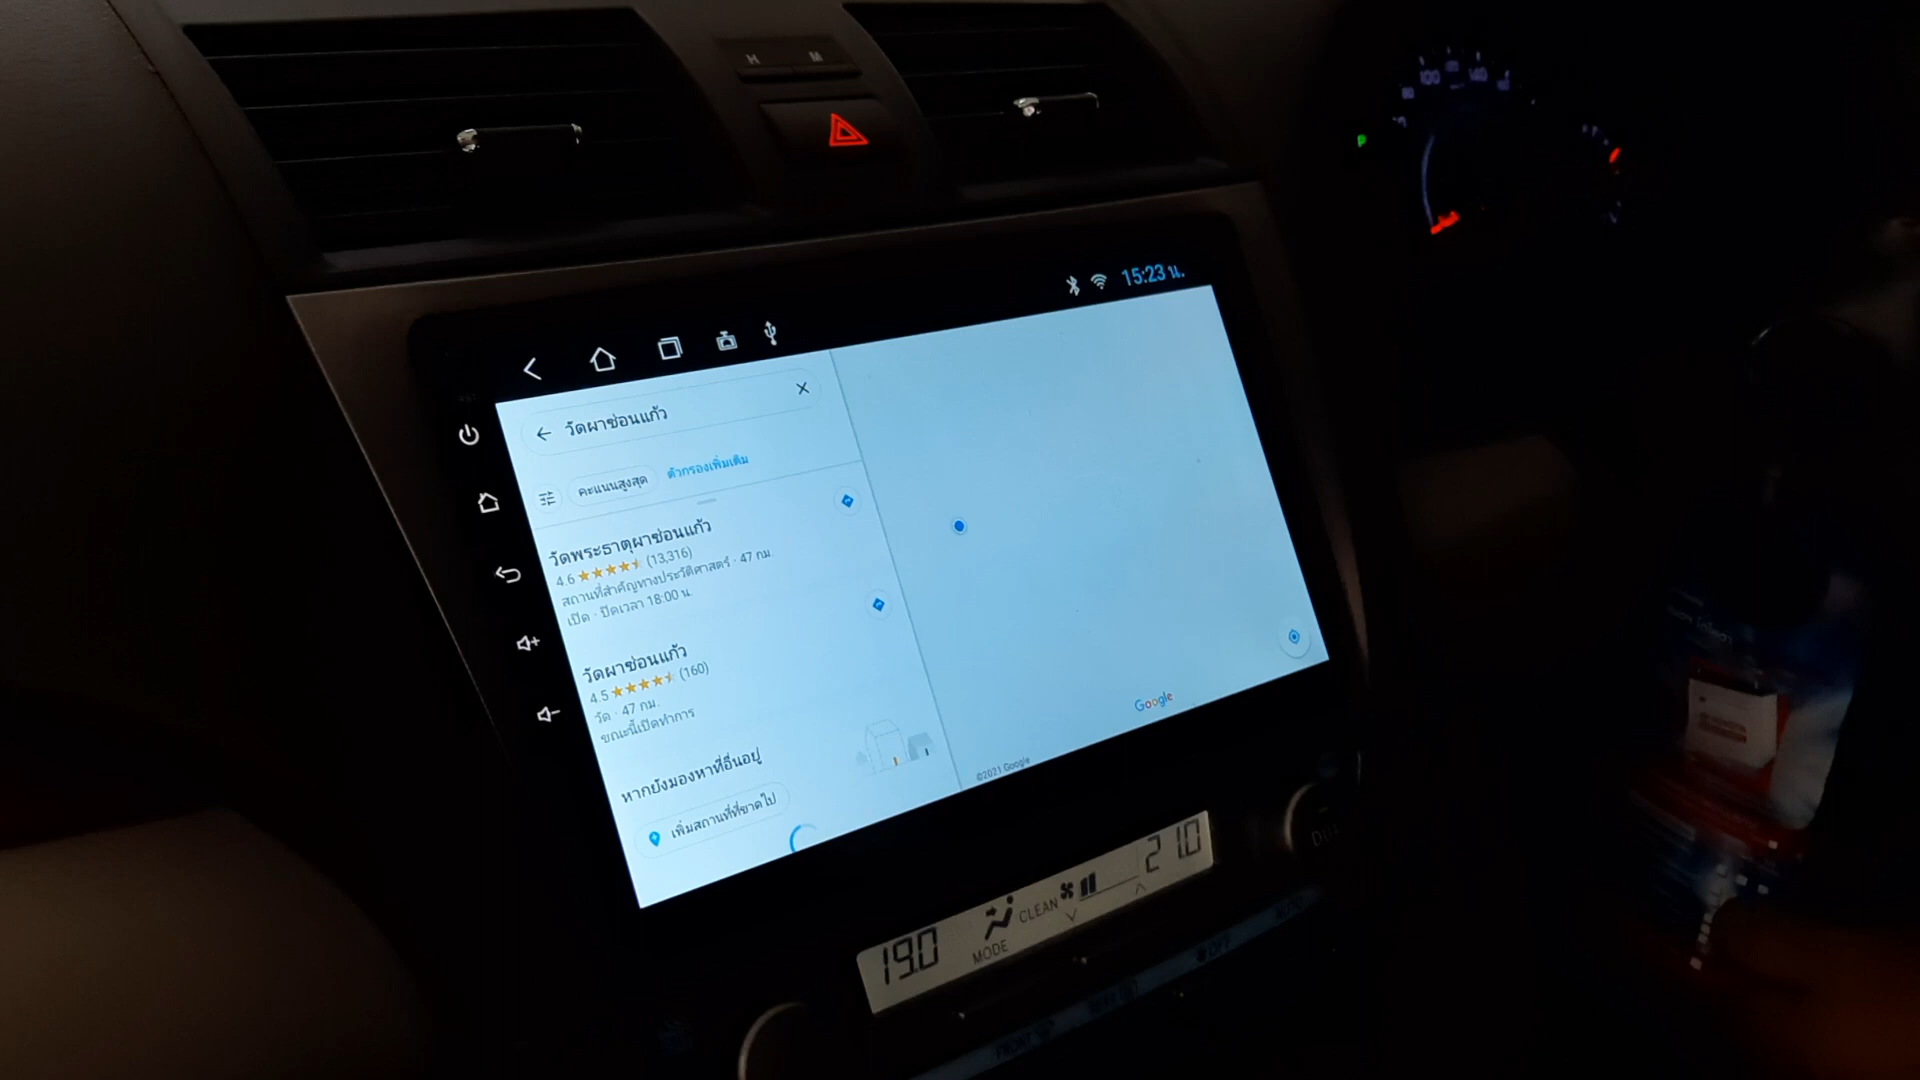 H M
100 120 140
80
P
15:23 น.
วัดผาซ่อนแก้ว
คะแนนสูงสุด ตัวกรองเพิ่มเติม
วัดพระธาตุผาซ่อนแก้ว
4.6 (13,316)
สถานที่สำคัญทางประวัติศาสตร์ · 47 กม.
เปิด · ปิดเวลา 18:00 น.
วัดผาซ่อนแก้ว
4.5 (160)
วัด · 47 กม.
ขณะนี้เปิดทำการ
หากยังมองหาที่อื่นอยู่
เพิ่มสถานที่ที่ขาดไป
Google
©2021 Google
19.0 MODE CLEAN 21.0
OFF
FRONT
REAR